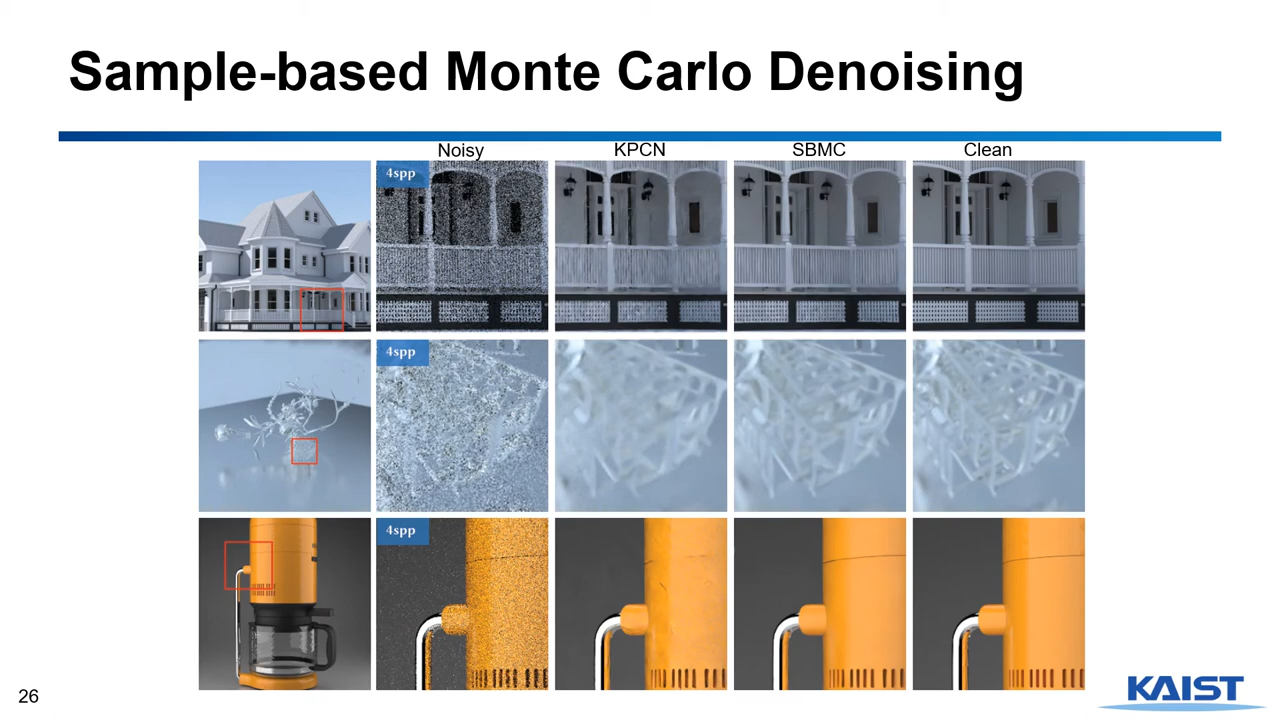 Sample-based Monte Carlo Denoising
Noisy KPCN SBMC Clean
4spp
4spp
4spp
26
KAIST